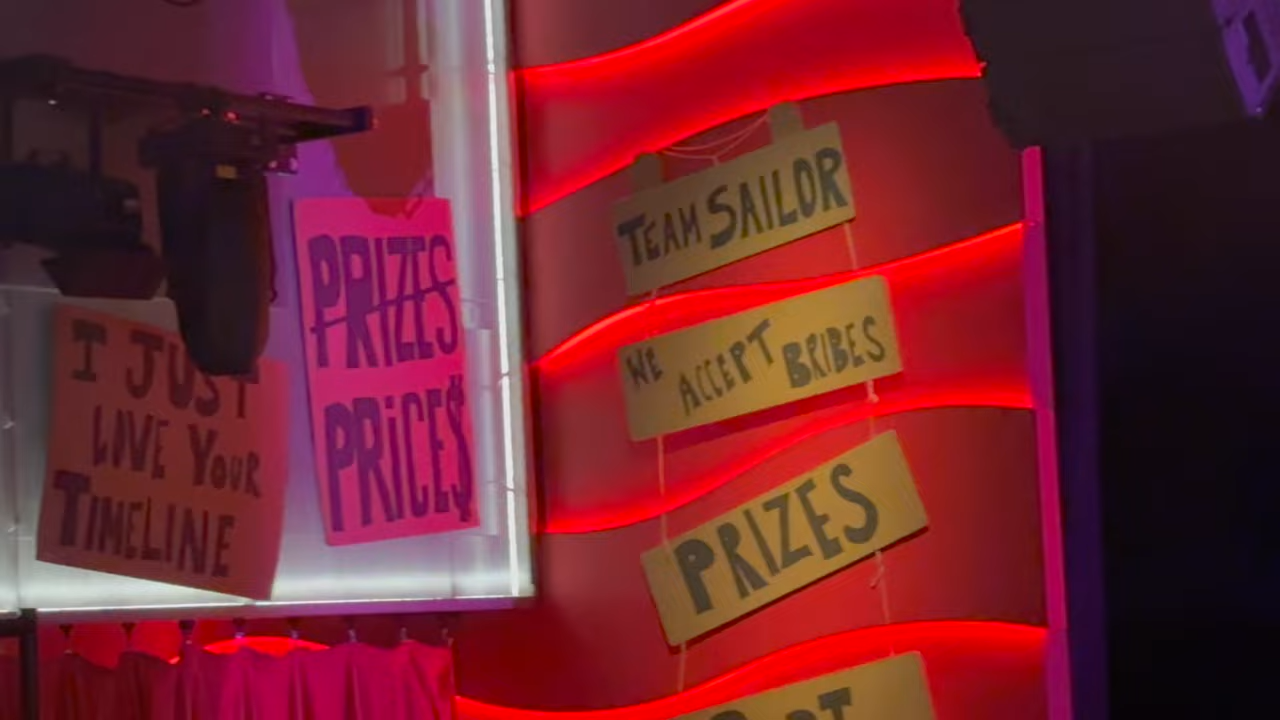 I JUST
LOVE YOUR
TIMELINE
PRIZES
PRICE$
TEAM SAILOR
WE ACCEPT BRIBES
PRIZES